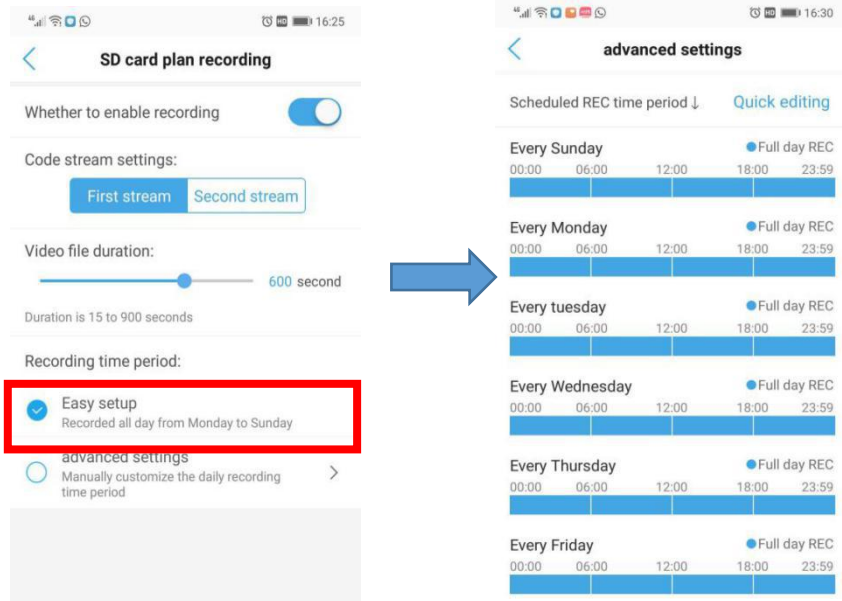 16:25
SD card plan recording
Whether to enable recording
Code stream settings:
First stream Second stream
Video file duration:
600 second
Duration is 15 to 900 seconds
Recording time period:
Easy setup
Recorded all day from Monday to Sunday
advanced settings
Manually customize the daily recording
time period
16:30
advanced settings
Scheduled REC time period↓ Quick editing
Every Sunday Full day REC
00:00 06:00 12:00 18:00 23:59
Every Monday Full day REC
00:00 06:00 12:00 18:00 23:59
Every tuesday Full day REC
00:00 06:00 12:00 18:00 23:59
Every Wednesday Full day REC
00:00 06:00 12:00 18:00 23:59
Every Thursday Full day REC
00:00 06:00 12:00 18:00 23:59
Every Friday Full day REC
00:00 06:00 12:00 18:00 23:59